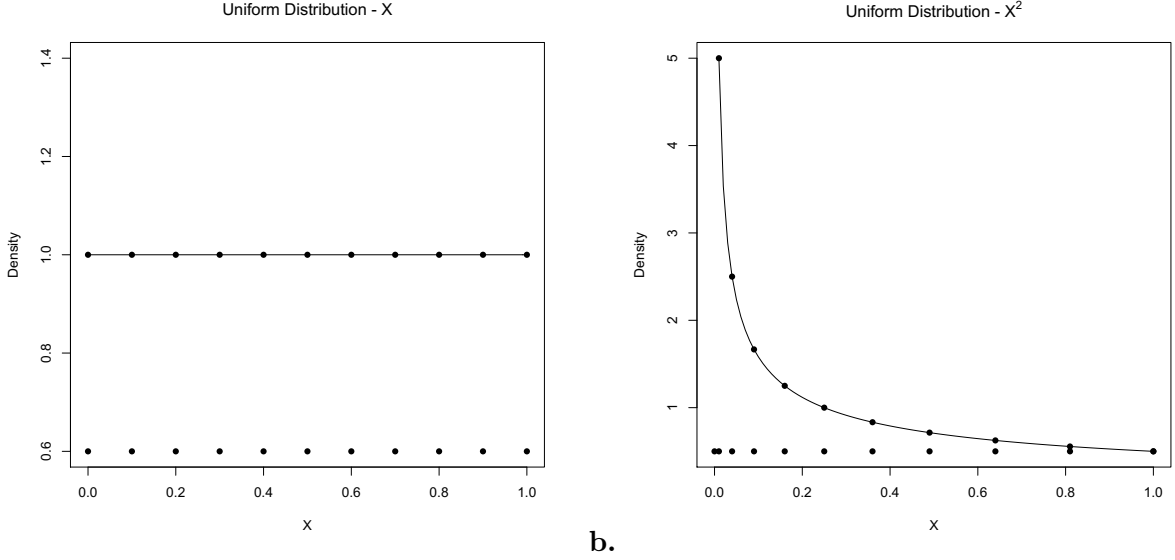 Uniform Distribution - X
Density
1.4
1.2
1.0
0.8
0.6
0.0 0.2 0.4 0.6 0.8 1.0
X
Uniform Distribution - X²
Density
5
4
3
2
1
0.0 0.2 0.4 0.6 0.8 1.0
X
b.